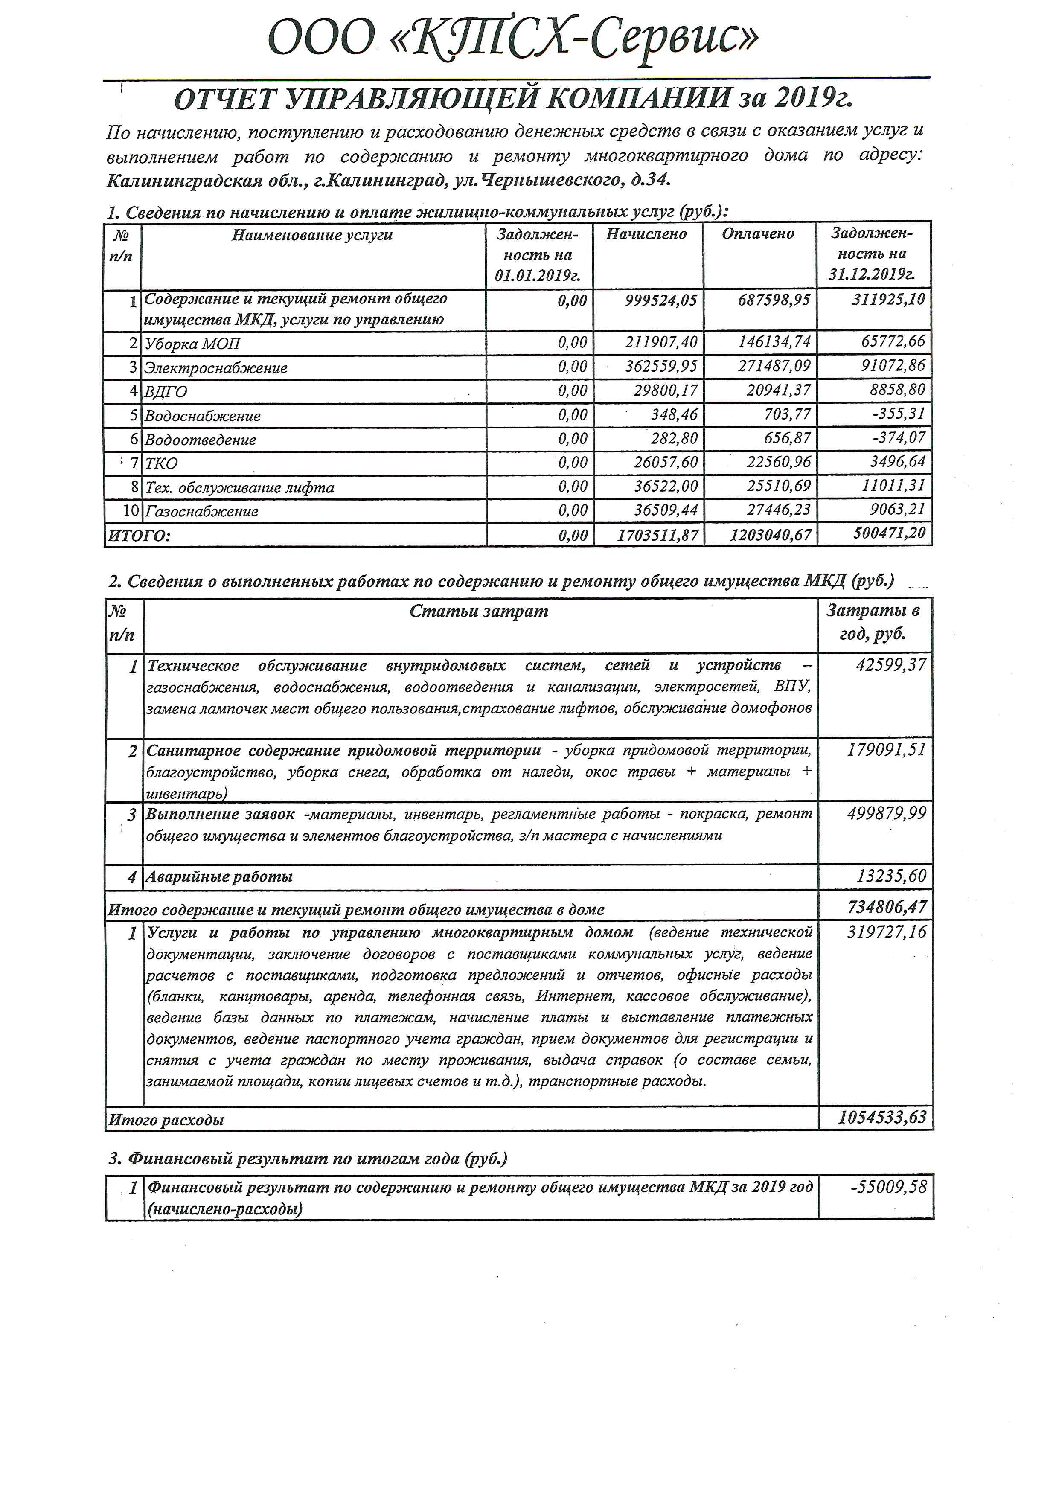 ООО «КТСХ-Сервис»
ОТЧЕТ УПРАВЛЯЮЩЕЙ КОМПАНИИ за 2019г.
По начислению, поступлению и расходованию денежных средств в связи с оказанием услуг и
выполнением работ по содержанию и ремонту многоквартирного дома по адресу:
Калининградская обл., г.Калининград, ул. Чернышевского, д.34.
1. Сведения по начислению и оплате жилищно-коммунальных услуг (руб.):
№ п/п Наименование услуги Задолжен-ность на 01.01.2019г. Начислено Оплачено Задолжен-ность на 31.12.2019г.
1 Содержание и текущий ремонт общего 0,00 999524,05 687598,95 311925,10
имущества МКД, услуги по управлению
2 Уборка МОП 0,00 211907,40 146134,74 65772,66
3 Электроснабжение 0,00 362559,95 271487,09 91072,86
4 ВДГО 0,00 29800,17 20941,37 8858,80
5 Водоснабжение 0,00 348,46 703,77 -355,31
6 Водоотведение 0,00 282,80 656,87 -374,07
7 ТКО 0,00 26057,60 22560,96 3496,64
8 Тех. обслуживание лифта 0,00 36522,00 25510,69 11011,31
10 Газоснабжение 0,00 36509,44 27446,23 9063,21
ИТОГО: 0,00 1703511,87 1203040,67 500471,20
2. Сведения о выполненных работах по содержанию и ремонту общего имущества МКД (руб.)
№ Статьи затрат Затраты в
п/п год, руб.
1 Техническое обслуживание внутридомовых систем, сетей и устройств – 42599,37
газоснабжения, водоснабжения, водоотведения и канализации, электросетей, ВПУ,
замена лампочек мест общего пользования,страхование лифтов, обслуживание домофонов
2 Санитарное содержание придомовой территории - уборка придомовой территории, 179091,51
благоустройство, уборка снега, обработка от наледи, окос травы + материалы +
инвентарь)
3 Выполнение заявок -материалы, инвентарь, регламентные работы - покраска, ремонт 499879,99
общего имущества и элементов благоустройства, з/п мастера с начислениями
4 Аварийные работы 13235,60
Итого содержание и текущий ремонт общего имущества в доме 734806,47
1 Услуги и работы по управлению многоквартирным домом (ведение технической 319727,16
документации, заключение договоров с поставщиками коммунальных услуг, ведение
расчетов с поставщиками, подготовка предложений и отчетов, офисные расходы
(бланки, канцтовары, аренда, телефонная связь, Интернет, кассовое обслуживание),
ведение базы данных по платежам, начисление платы и выставление платежных
документов, ведение паспортного учета граждан, прием документов для регистрации и
снятия с учета граждан по месту проживания, выдача справок (о составе семьи,
занимаемой площади, копии лицевых счетов и т.д.), транспортные расходы.
Итого расходы 1054533,63
3. Финансовый результат по итогам года (руб.)
1 Финансовый результат по содержанию и ремонту общего имущества МКД за 2019 год -55009,58
(начислено-расходы)